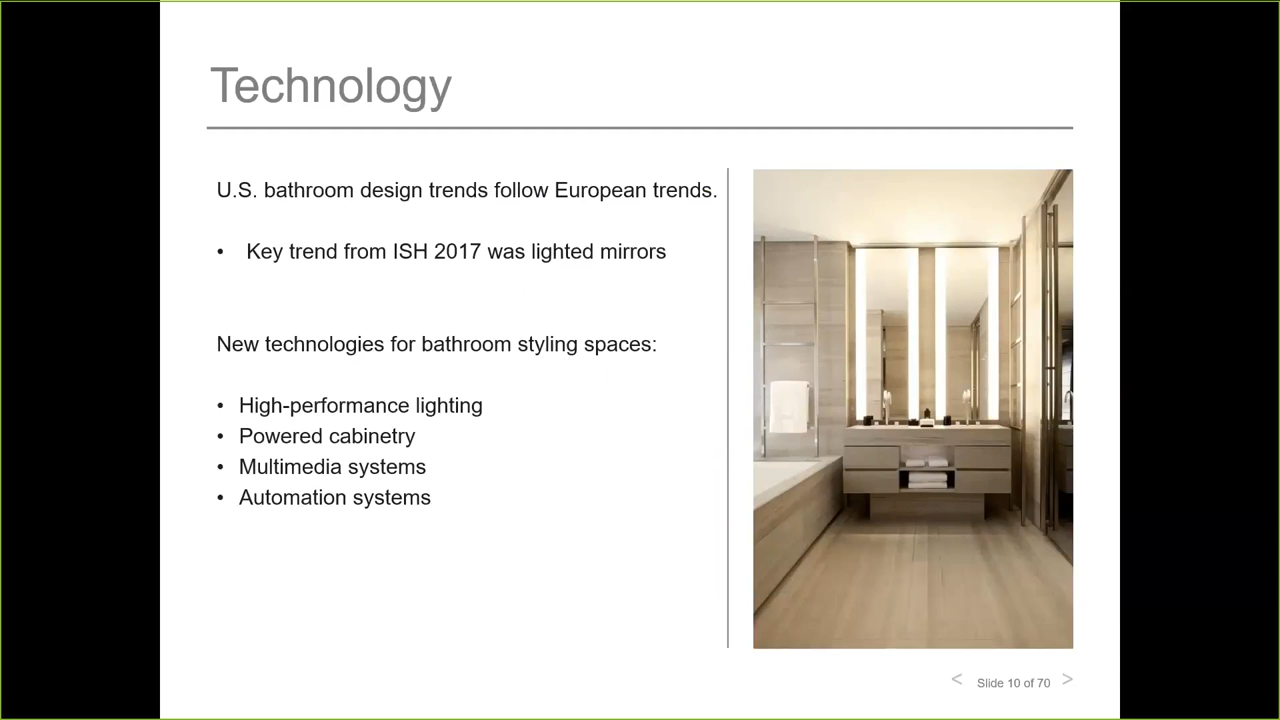 Technology
U.S. bathroom design trends follow European trends.
• Key trend from ISH 2017 was lighted mirrors
New technologies for bathroom styling spaces:
• High-performance lighting
• Powered cabinetry
• Multimedia systems
• Automation systems
< Slide 10 of 70 >